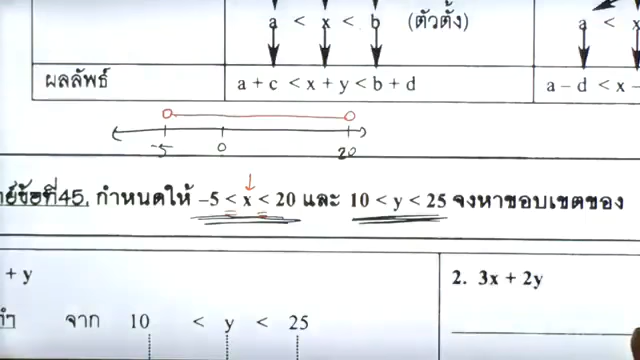 a < x < b (ตัวตั้ง)
a < x
ผลลัพธ์
a + c < x + y < b + d
a – d < x –
-5 0 20
ข้อที่45. กำหนดให้ –5 < x < 20 และ 10 < y < 25 จงหาขอบเขตของ
+ y
2. 3x + 2y
จาก 10 < y < 25